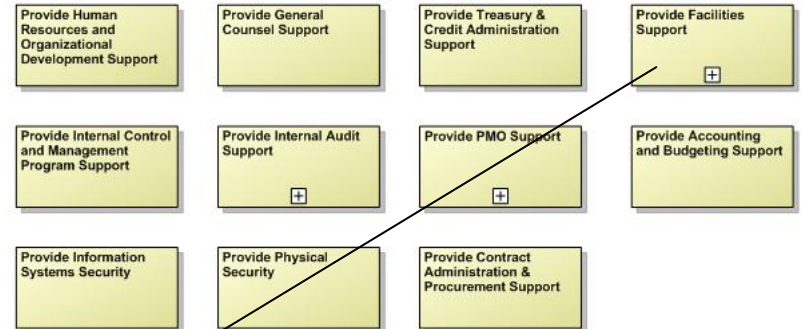 Provide Human
Resources and
Organizational
Development Support
Provide General
Counsel Support
Provide Treasury &
Credit Administration
Support
Provide Facilities
Support
Provide Internal Control
and Management
Program Support
Provide Internal Audit
Support
Provide PMO Support
Provide Accounting
and Budgeting Support
Provide Information
Systems Security
Provide Physical
Security
Provide Contract
Administration &
Procurement Support